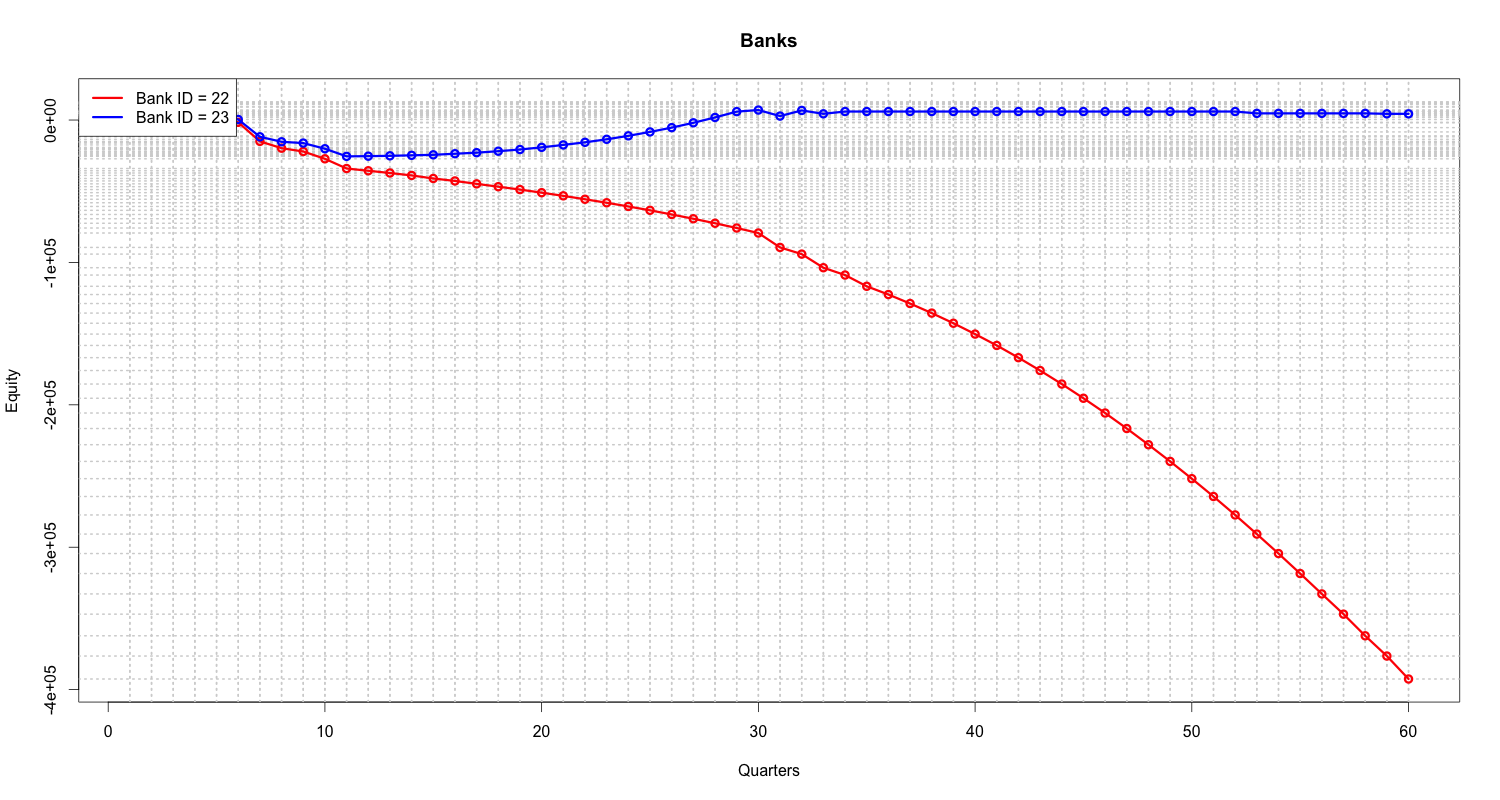 Banks
Bank ID = 22
Bank ID = 23
Equity
0e+00
-1e+05
-2e+05
-3e+05
-4e+05
0 10 20 30 40 50 60
Quarters